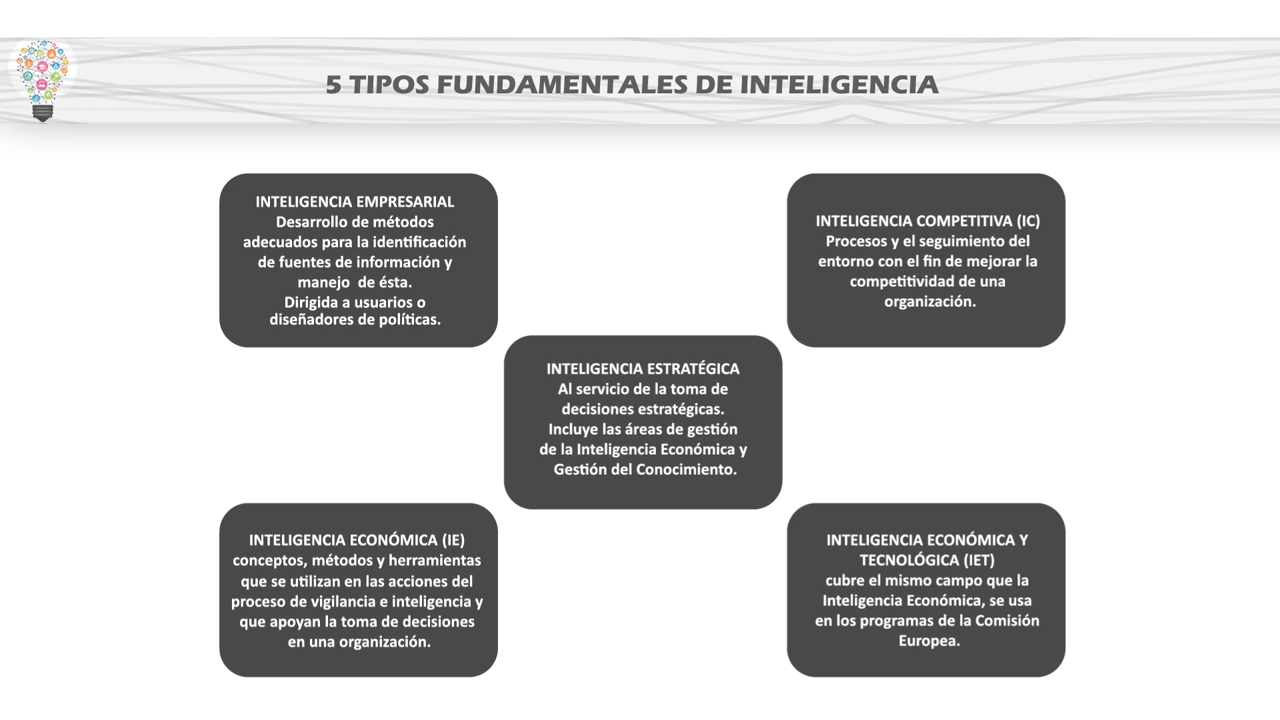 5 TIPOS FUNDAMENTALES DE INTELIGENCIA
INTELIGENCIA EMPRESARIAL
Desarrollo de métodos
adecuados para la identificación
de fuentes de información y
manejo  de ésta.
Dirigida a usuarios o
diseñadores de políticas.
INTELIGENCIA COMPETITIVA (IC)
Procesos y el seguimiento del
entorno con el fin de mejorar la
competitividad de una
organización.
INTELIGENCIA ESTRATÉGICA
Al servicio de la toma de
decisiones estratégicas.
Incluye las áreas de gestión
de la Inteligencia Económica y
Gestión del Conocimiento.
INTELIGENCIA ECONÓMICA (IE)
conceptos, métodos y herramientas
que se utilizan en las acciones del
proceso de vigilancia e inteligencia y
que apoyan la toma de decisiones
en una organización.
INTELIGENCIA ECONÓMICA Y
TECNOLÓGICA (IET)
cubre el mismo campo que la
Inteligencia Económica, se usa
en los programas de la Comisión
Europea.